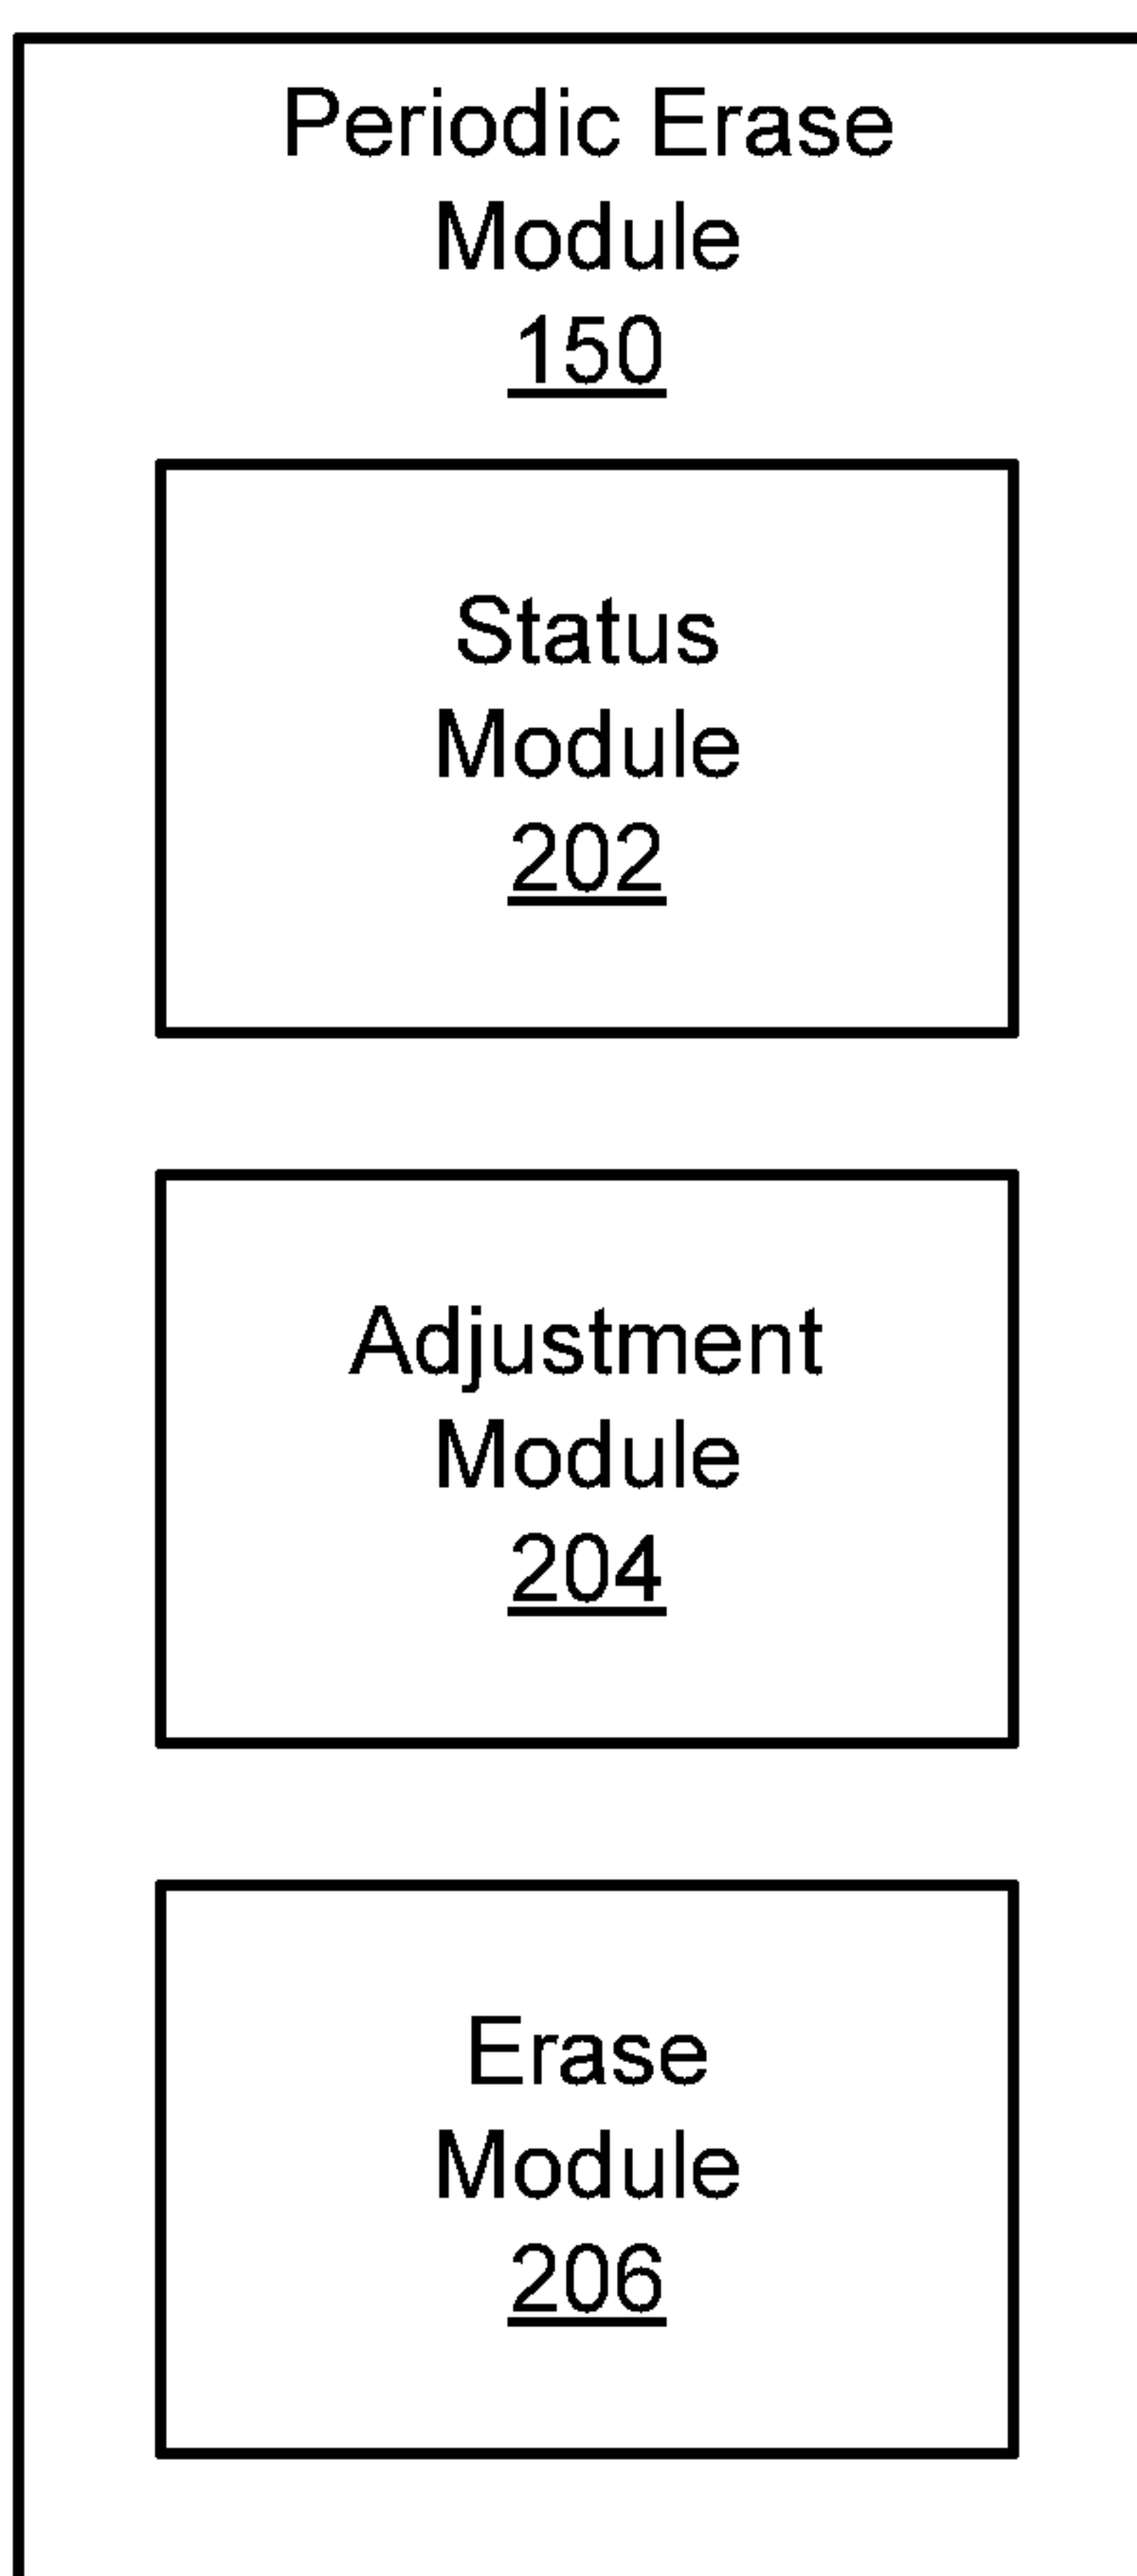 Periodic Erase
Module
150
Status
Module
202
Adjustment
Module
204
Erase
Module
206